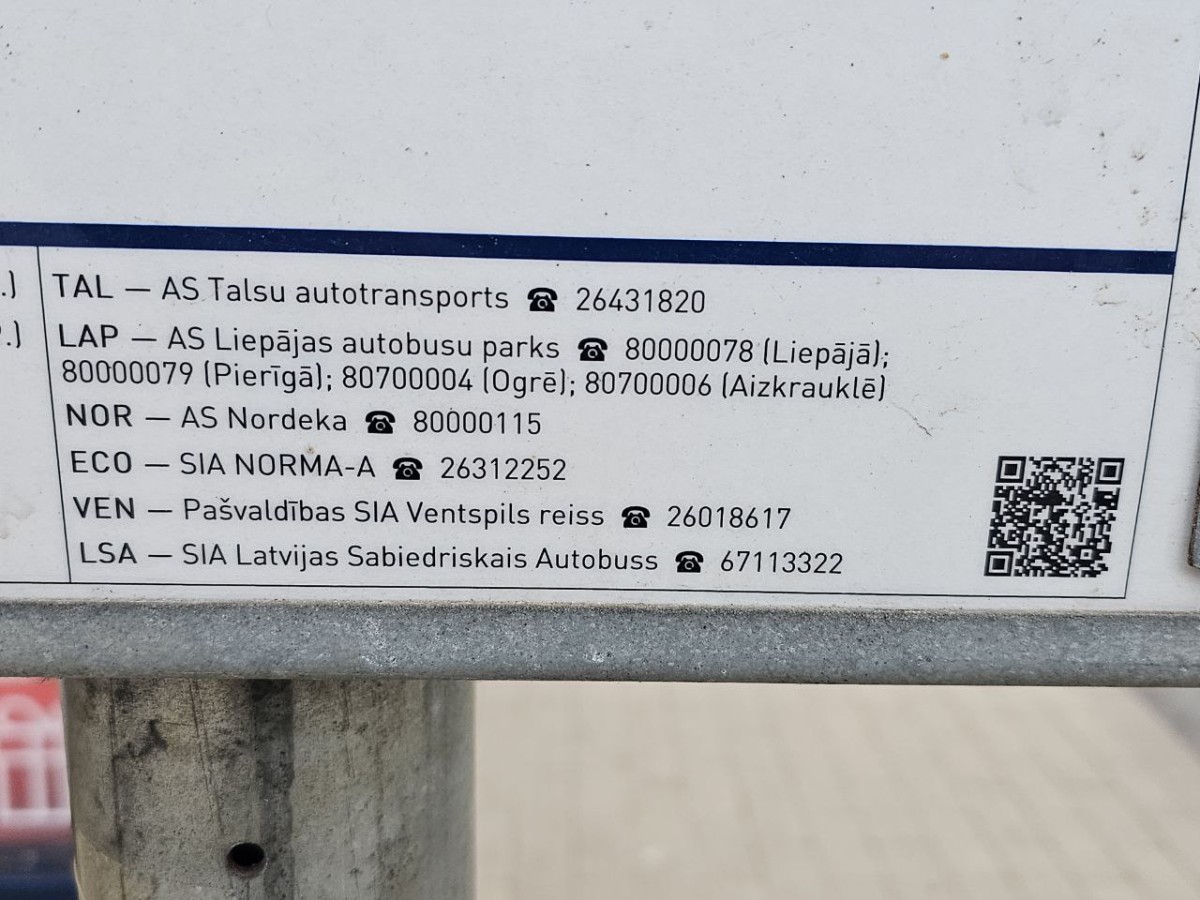 .)
.)
TAL — AS Talsu autotransports ☎ 26431820
LAP — AS Liepājas autobusu parks ☎ 80000078 (Liepājā);
80000079 (Pierīgā); 80700004 (Ogrē); 80700006 (Aizkrauklē)
NOR — AS Nordeka ☎ 80000115
ECO — SIA NORMA-A ☎ 26312252
VEN — Pašvaldības SIA Ventspils reiss ☎ 26018617
LSA — SIA Latvijas Sabiedriskais Autobuss ☎ 67113322